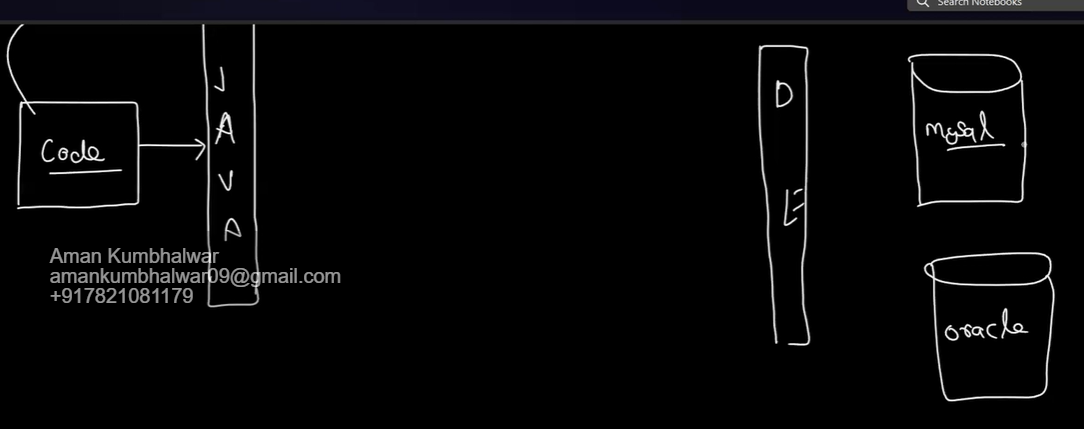 Search Notebooks
Code
J
A
V
A
D
E
Mysql
oracle
Aman Kumbhalwar
amankumbhalwar09@gmail.com
+917821081179